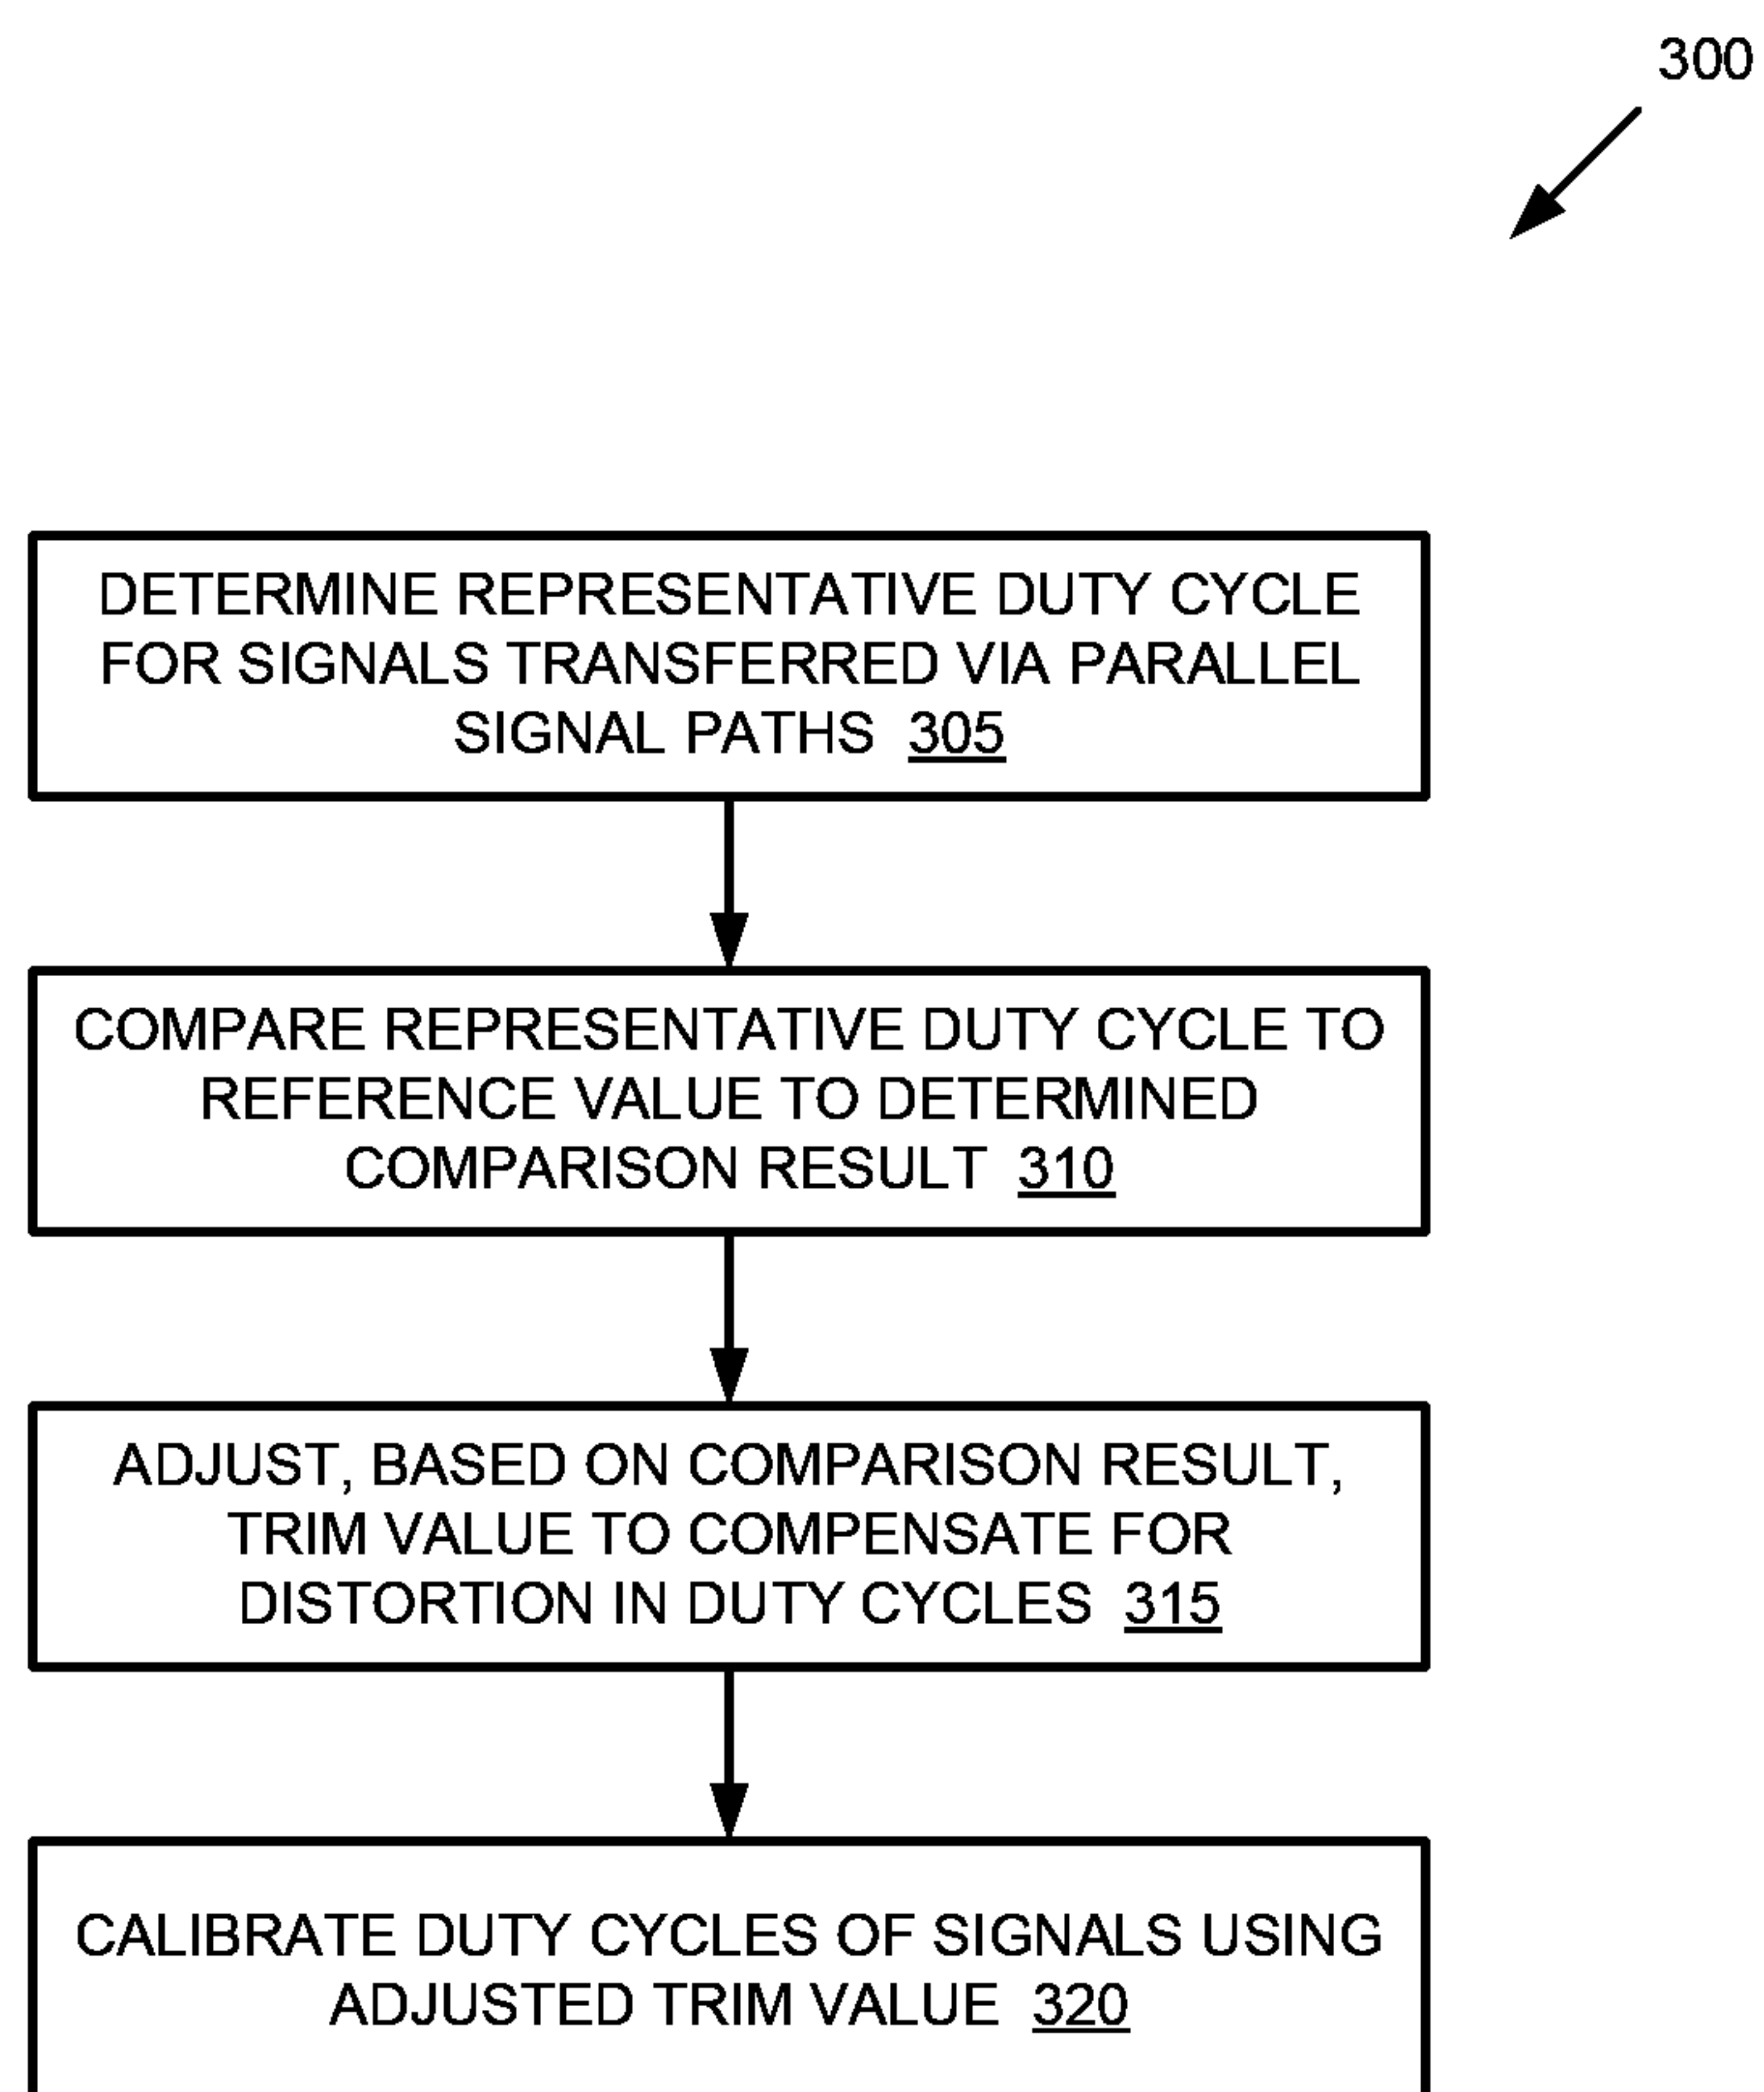 300
DETERMINE REPRESENTATIVE DUTY CYCLE
FOR SIGNALS TRANSFERRED VIA PARALLEL
SIGNAL PATHS 305
COMPARE REPRESENTATIVE DUTY CYCLE TO
REFERENCE VALUE TO DETERMINED
COMPARISON RESULT 310
ADJUST, BASED ON COMPARISON RESULT,
TRIM VALUE TO COMPENSATE FOR
DISTORTION IN DUTY CYCLES 315
CALIBRATE DUTY CYCLES OF SIGNALS USING
ADJUSTED TRIM VALUE 320